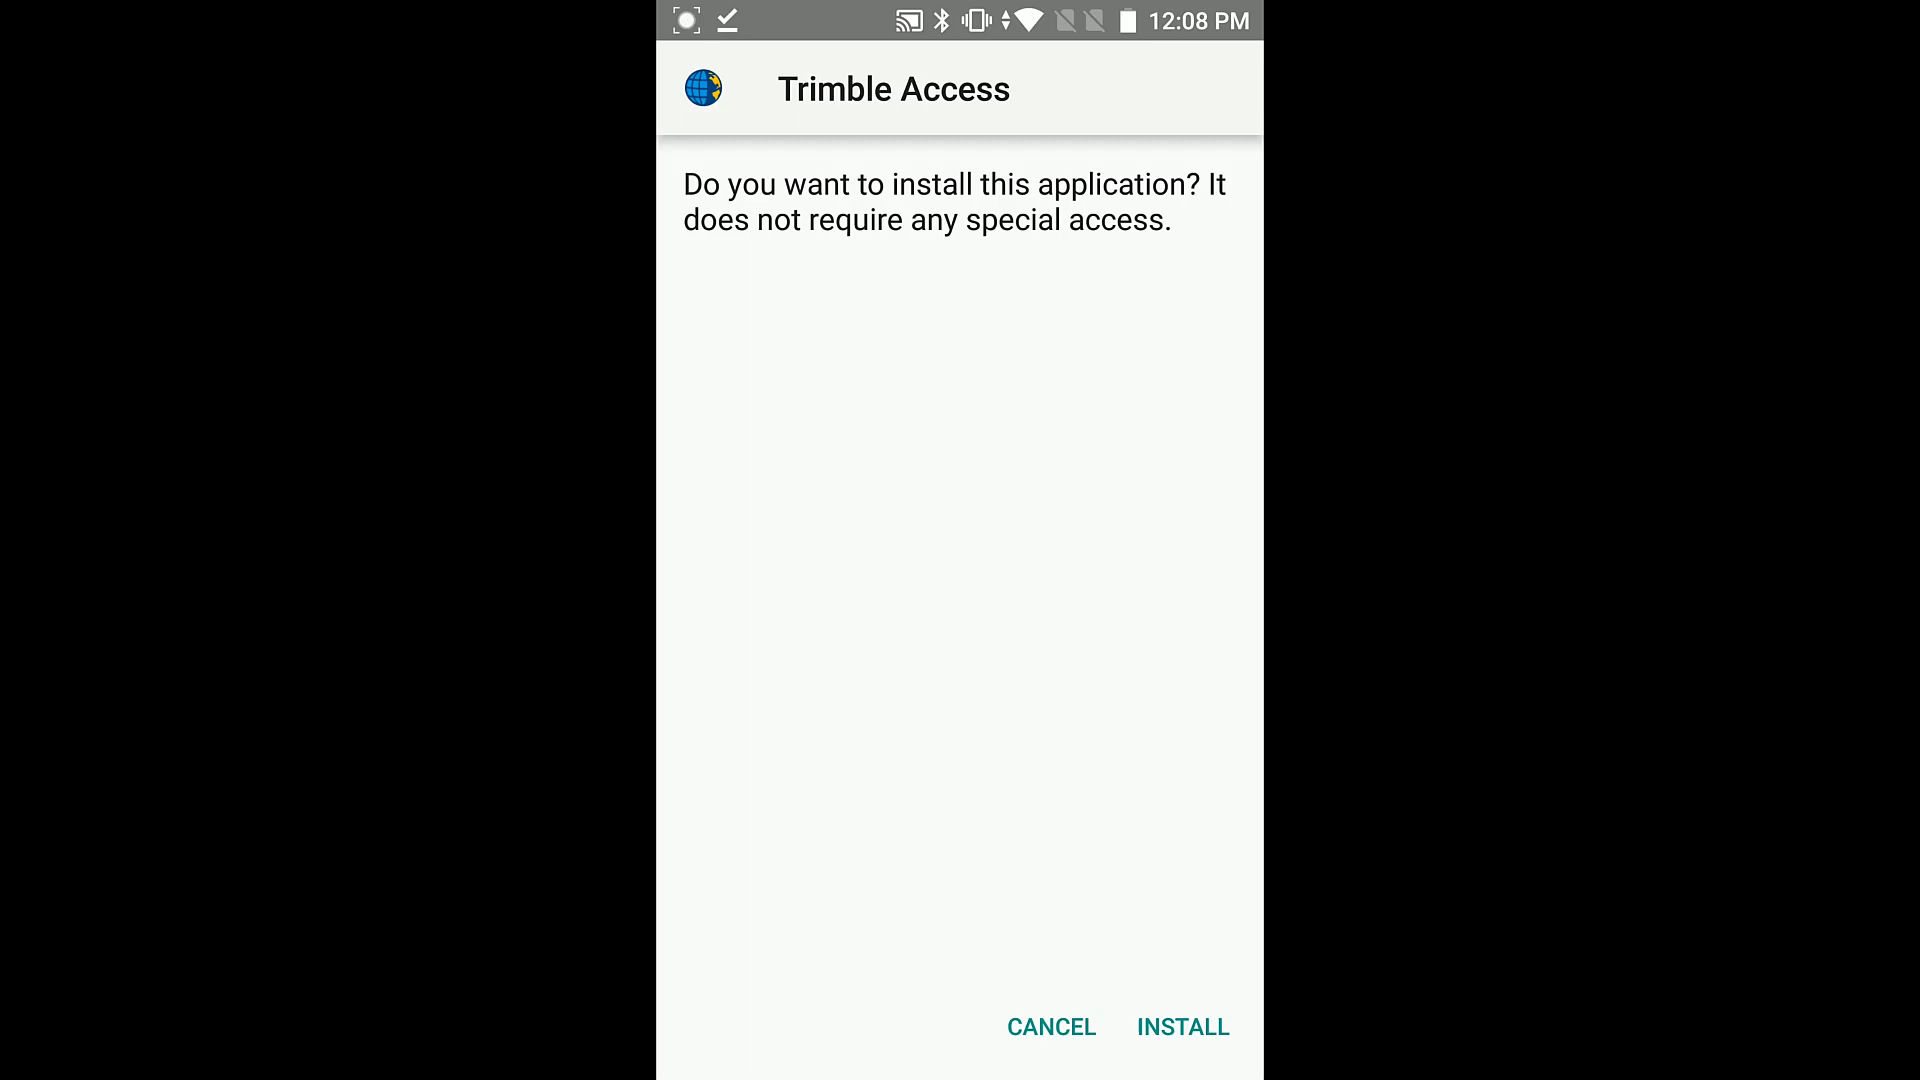 12:08 PM
Trimble Access
Do you want to install this application? It
does not require any special access.
CANCEL INSTALL